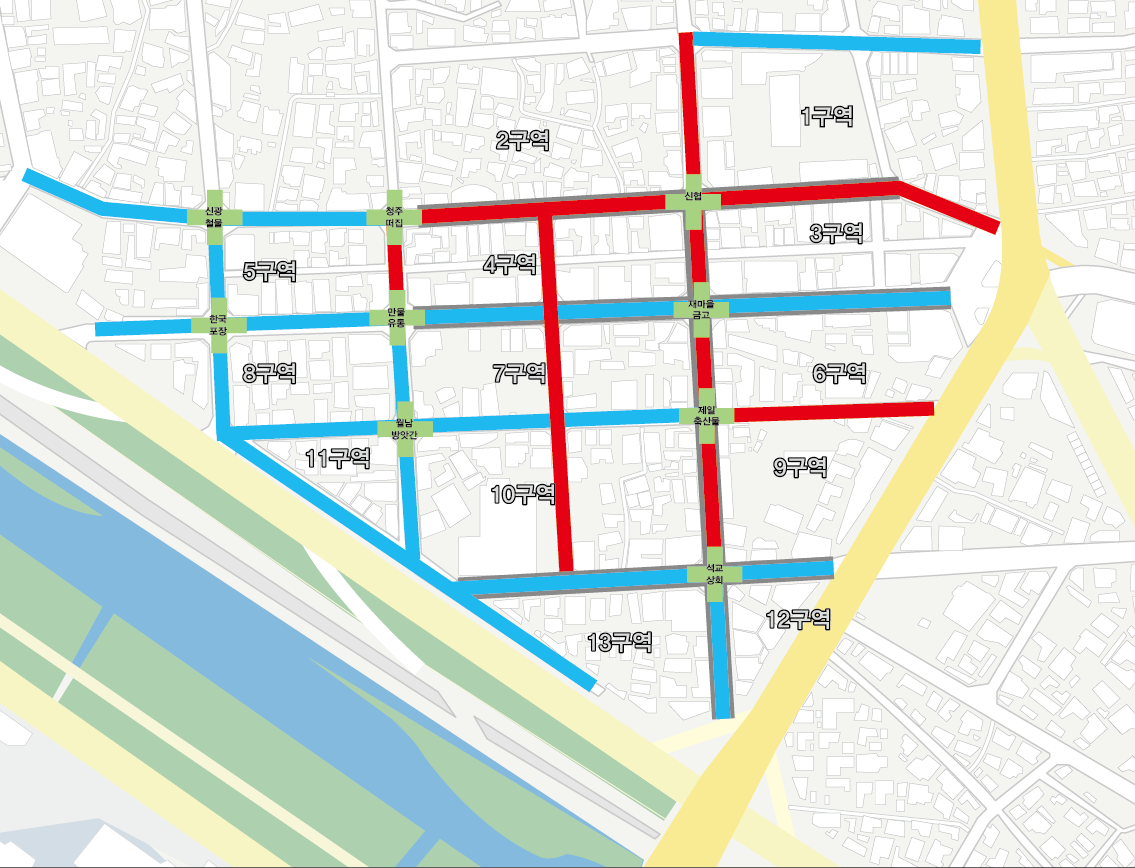 1구역
2구역
신협
신광
철물
청주
떡집
3구역
4구역
5구역
새마을
금고
만물
유통
한국
포장
8구역
7구역
6구역
제일
축산물
월남
방앗간
11구역
9구역
10구역
석교
상회
12구역
13구역